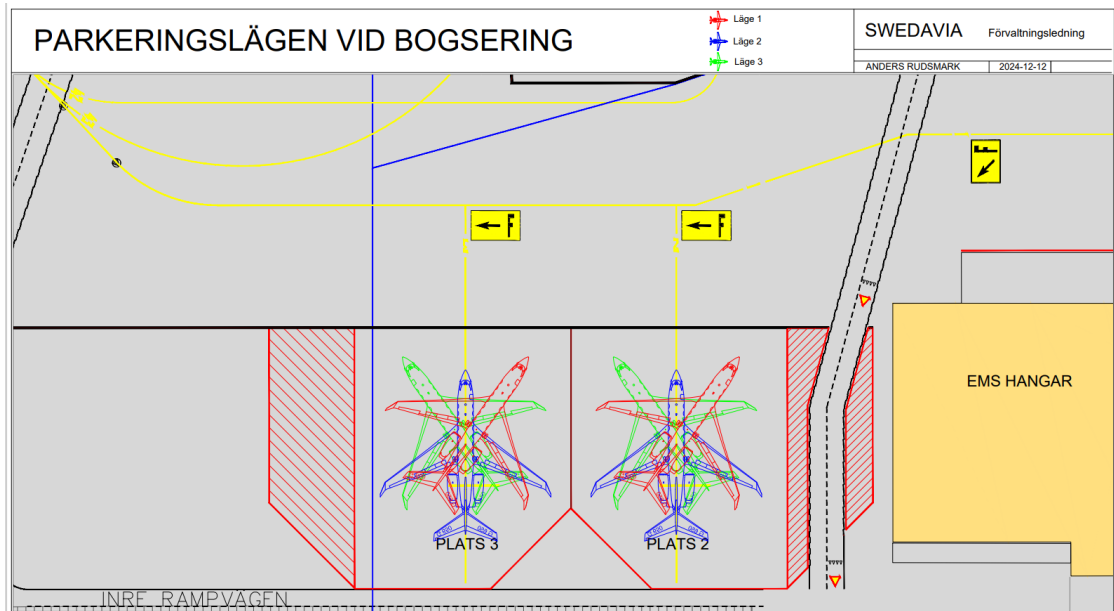 PARKERINGSLÄGEN VID BOGSERING
Läge 1
Läge 2
Läge 3
SWEDAVIA Förvaltningsledning
ANDERS RUDSMARK 2024-12-12
F
F
F
EMS HANGAR
PLATS 3
PLATS 2
INRE RAMPVÄGEN